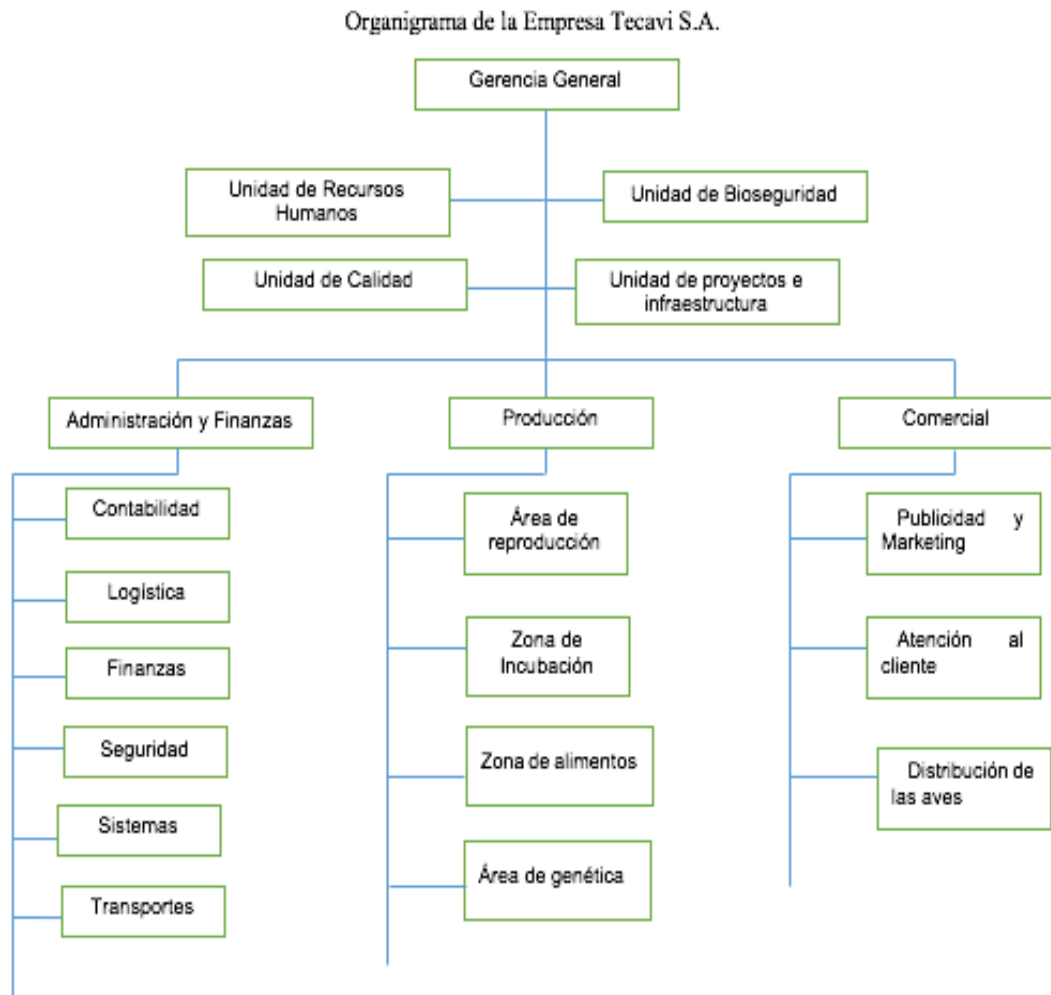 Organigrama de la Empresa Tecavi S.A.
Gerencia General
Unidad de Recursos
Humanos
Unidad de Bioseguridad
Unidad de Calidad
Unidad de proyectos e
infraestructura
Administración y Finanzas
Producción
Comercial
Contabilidad
Logística
Finanzas
Seguridad
Sistemas
Transportes
Área de
reproducción
Zona de
Incubación
Zona de alimentos
Área de genética
Publicidad y
Marketing
Atención al
cliente
Distribución de
las aves